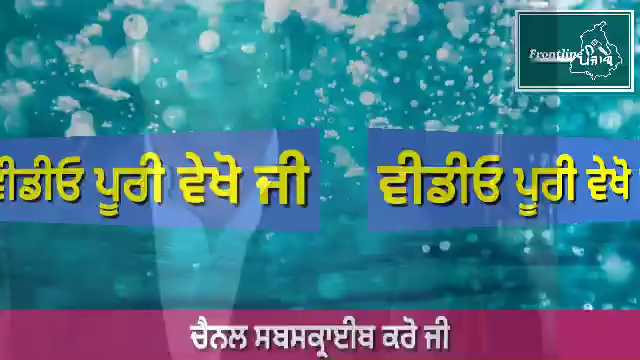 Frontline ਪੰਜਾਬ
ਵੀਡੀਓ ਪੂਰੀ ਵੇਖੋ ਜੀ ਵੀਡੀਓ ਪੂਰੀ ਵੇਖੋ
ਚੈਨਲ ਸਬਸਕ੍ਰਾਈਬ ਕਰੋ ਜੀ